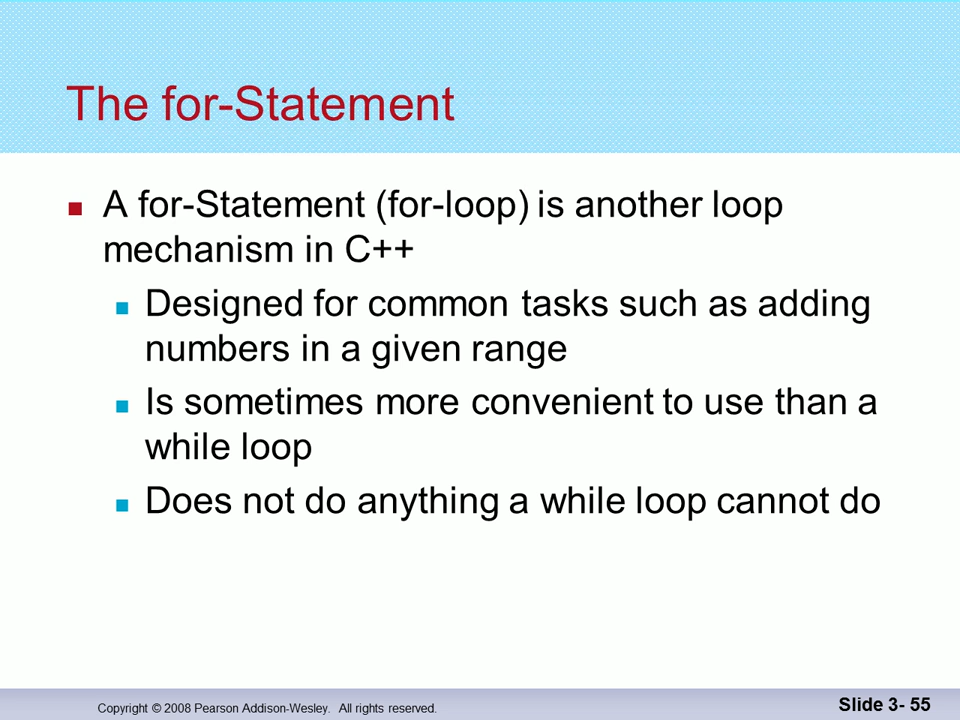 The for-Statement
A for-Statement (for-loop) is another loop
mechanism in C++
Designed for common tasks such as adding
numbers in a given range
Is sometimes more convenient to use than a
while loop
Does not do anything a while loop cannot do
Copyright © 2008 Pearson Addison-Wesley. All rights reserved.
Slide 3- 55